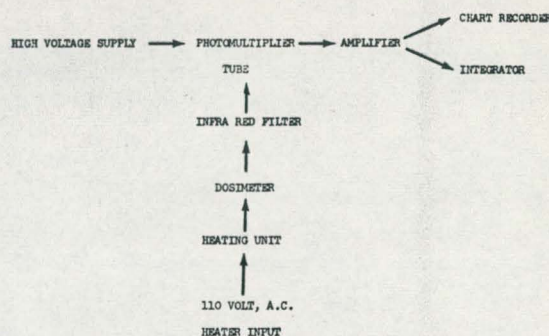 CHART RECORDER
HIGH VOLTAGE SUPPLY PHOTOMULTIPLIER AMPLIFIER
TUBE INTEGRATOR
INFRA RED FILTER
DOSIMETER
HEATING UNIT
110 VOLT, A.C.
HEATER INPUT